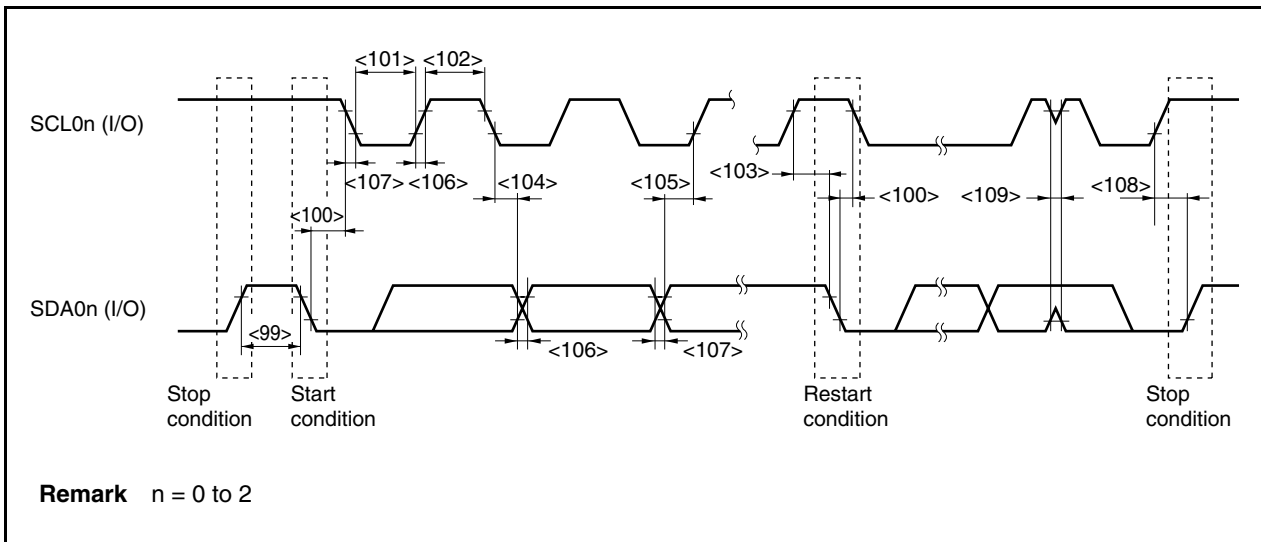 <101> <102>
SCL0n (I/O)
<107> <106> <104> <105> <103> <100> <109> <108>
<100>
SDA0n (I/O)
<99>
<106> <107>
Stop
condition
Start
condition
Restart
condition
Stop
condition
Remark n = 0 to 2